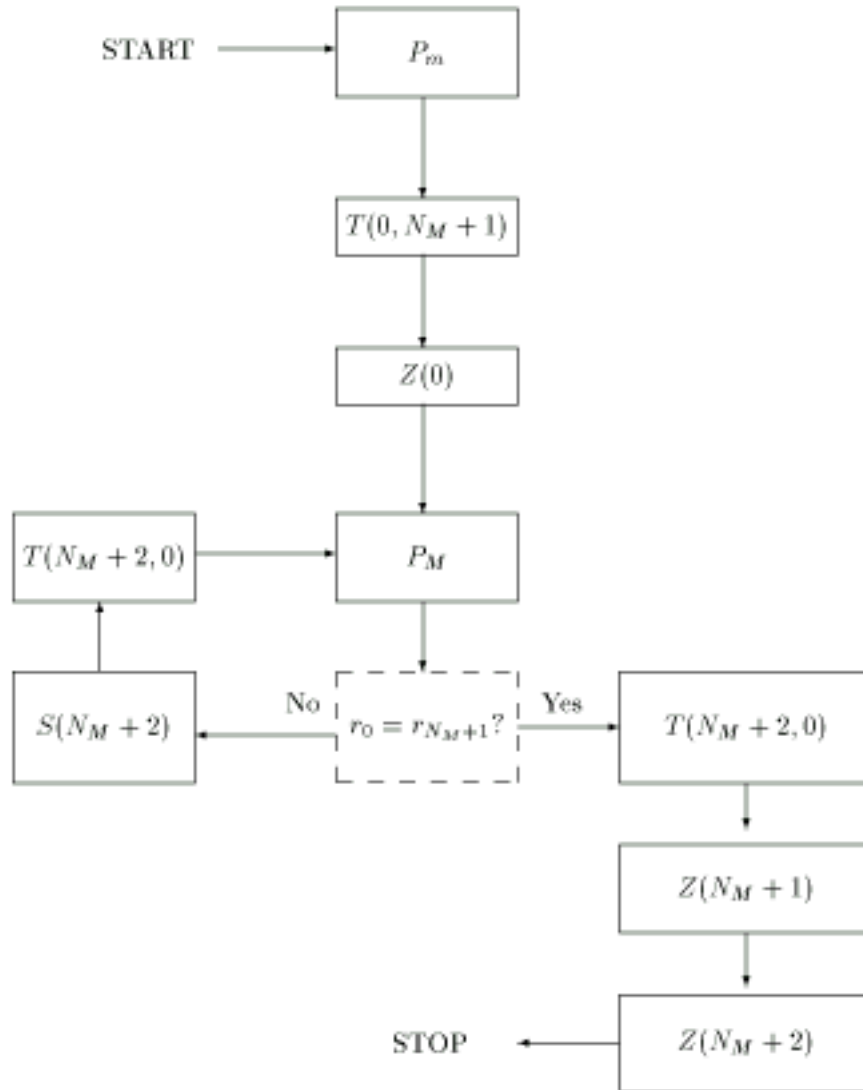 START
P_m
T(0, N_M + 1)
Z(0)
T(N_M + 2, 0)
P_M
S(N_M + 2)
No
r_0 = r_{N_M+1}?
Yes
T(N_M + 2, 0)
Z(N_M + 1)
STOP
Z(N_M + 2)